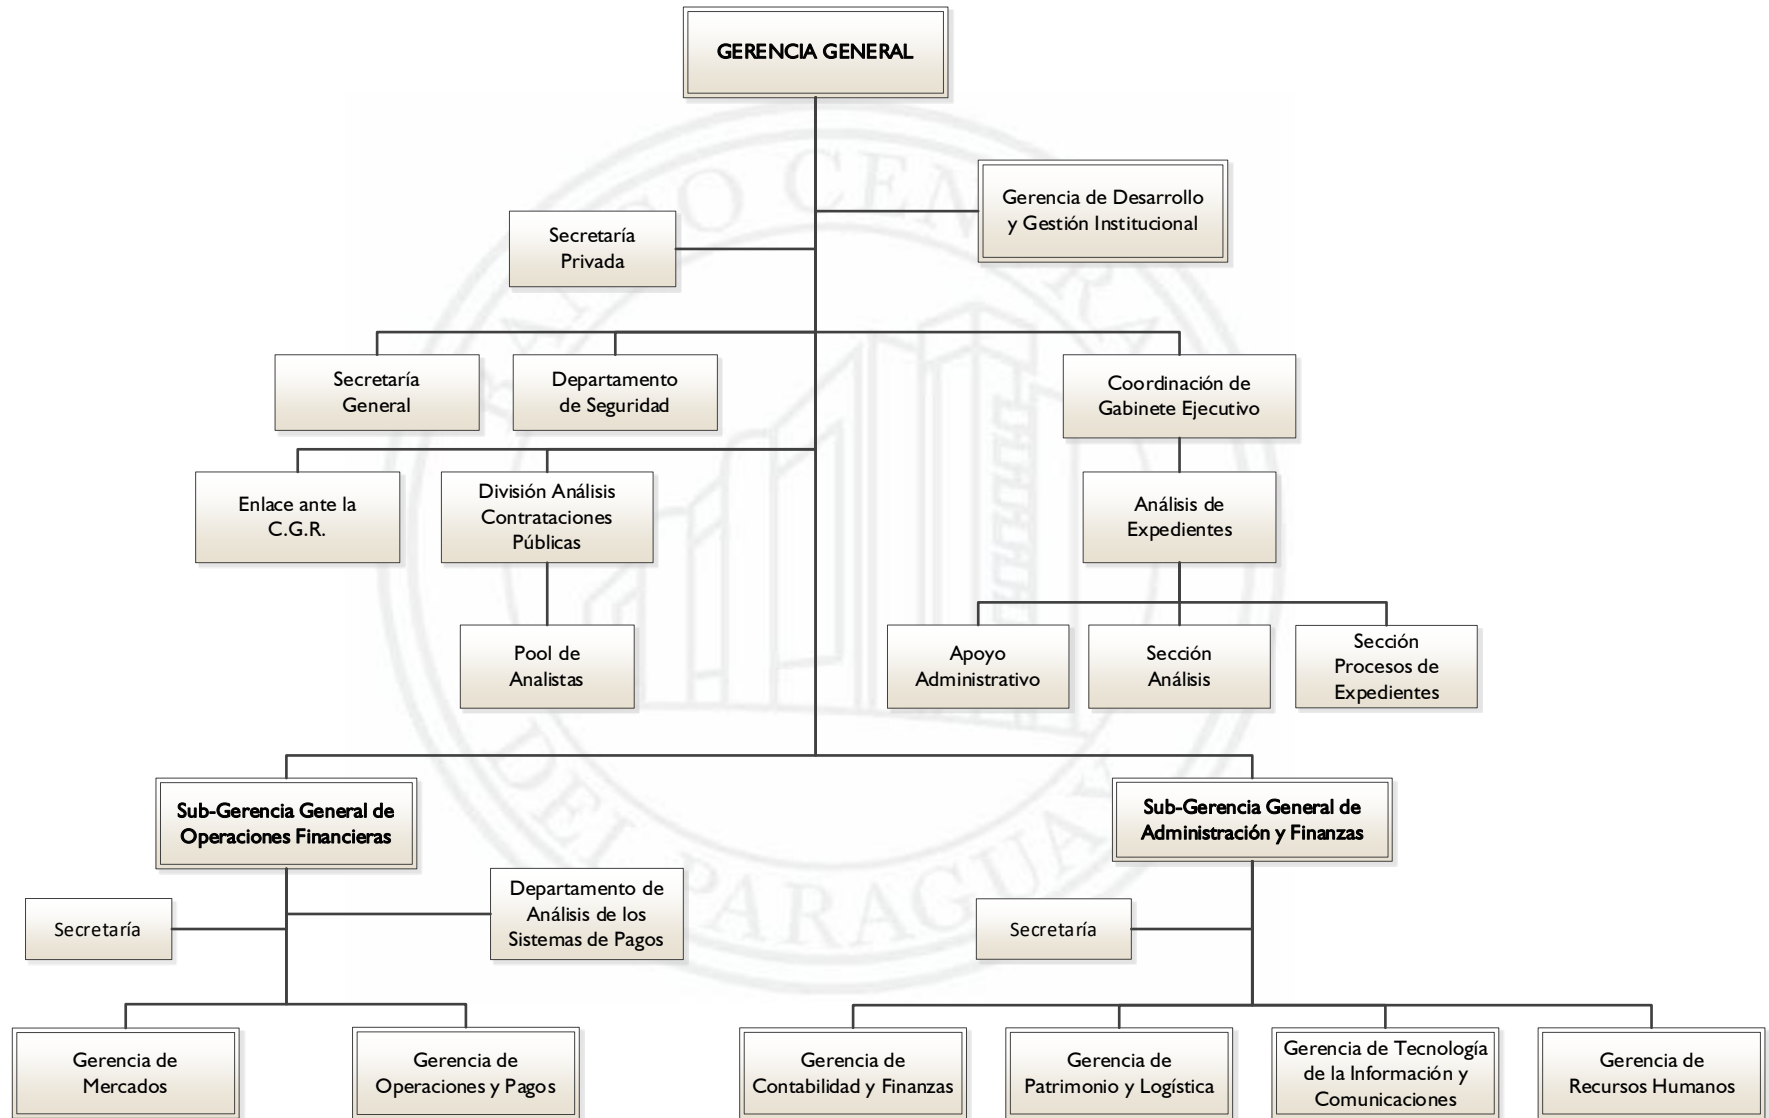 GERENCIA GENERAL
BANCO CENTRAL
DEL PARAGUAY
Gerencia de Desarrollo
y Gestión Institucional
Secretaría
Privada
Secretaría
General
Departamento
de Seguridad
Coordinación de
Gabinete Ejecutivo
Enlace ante la
C.G.R.
División Análisis
Contrataciones
Públicas
Análisis de
Expedientes
Pool de
Analistas
Apoyo
Administrativo
Sección
Análisis
Sección
Procesos de
Expedientes
Sub-Gerencia General de
Operaciones Financieras
Sub-Gerencia General de
Administración y Finanzas
Secretaría
Departamento de
Análisis de los
Sistemas de Pagos
Secretaría
Gerencia de
Mercados
Gerencia de
Operaciones y Pagos
Gerencia de
Contabilidad y Finanzas
Gerencia de
Patrimonio y Logística
Gerencia de Tecnología
de la Información y
Comunicaciones
Gerencia de
Recursos Humanos